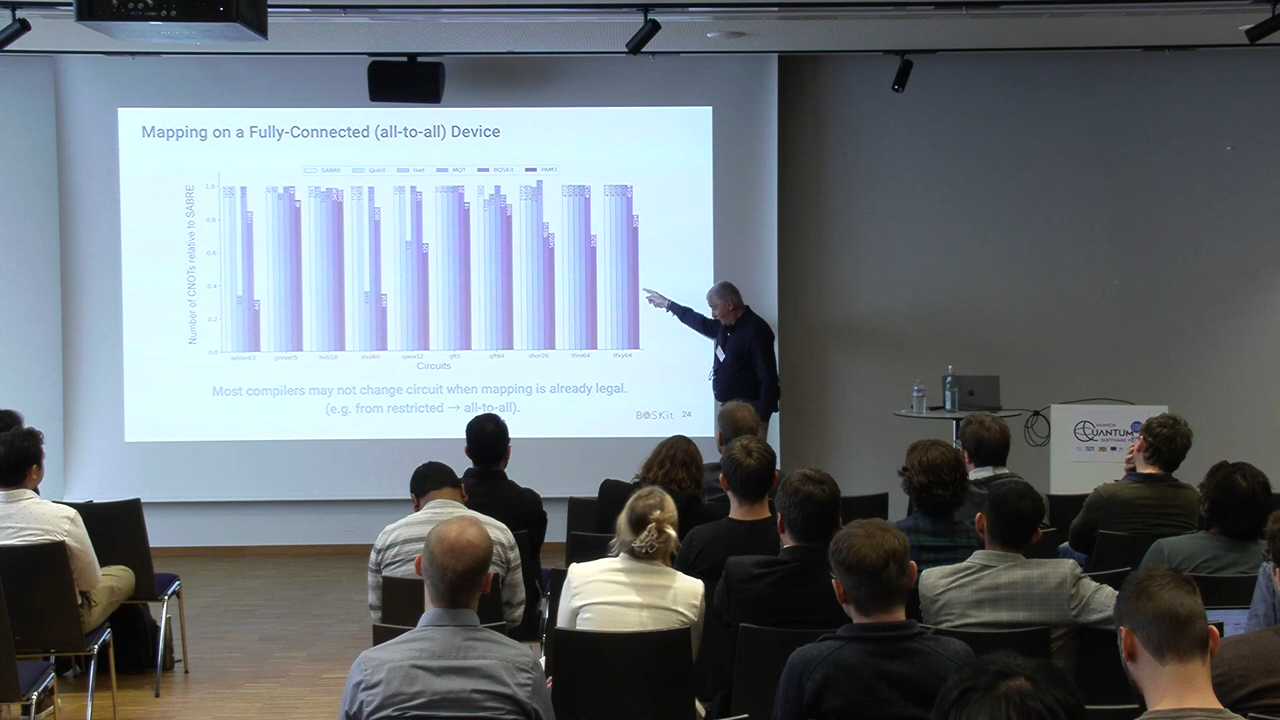 Mapping on a Fully-Connected (all-to-all) Device
SABRE Qiskit tket MQT BQSKit PAM3
Number of CNOTs relative to SABRE
1.0
0.8
0.6
0.4
0.2
0.0
adder63 grover5 hub18 mul60 qaoa12 qft5 qft64 shor26 tfim64 tfxy64
Circuits
Most compilers may not change circuit when mapping is already legal.
(e.g. from restricted → all-to-all).
BQSKit 24
MUNICH
QUANTUM
SOFTWARE